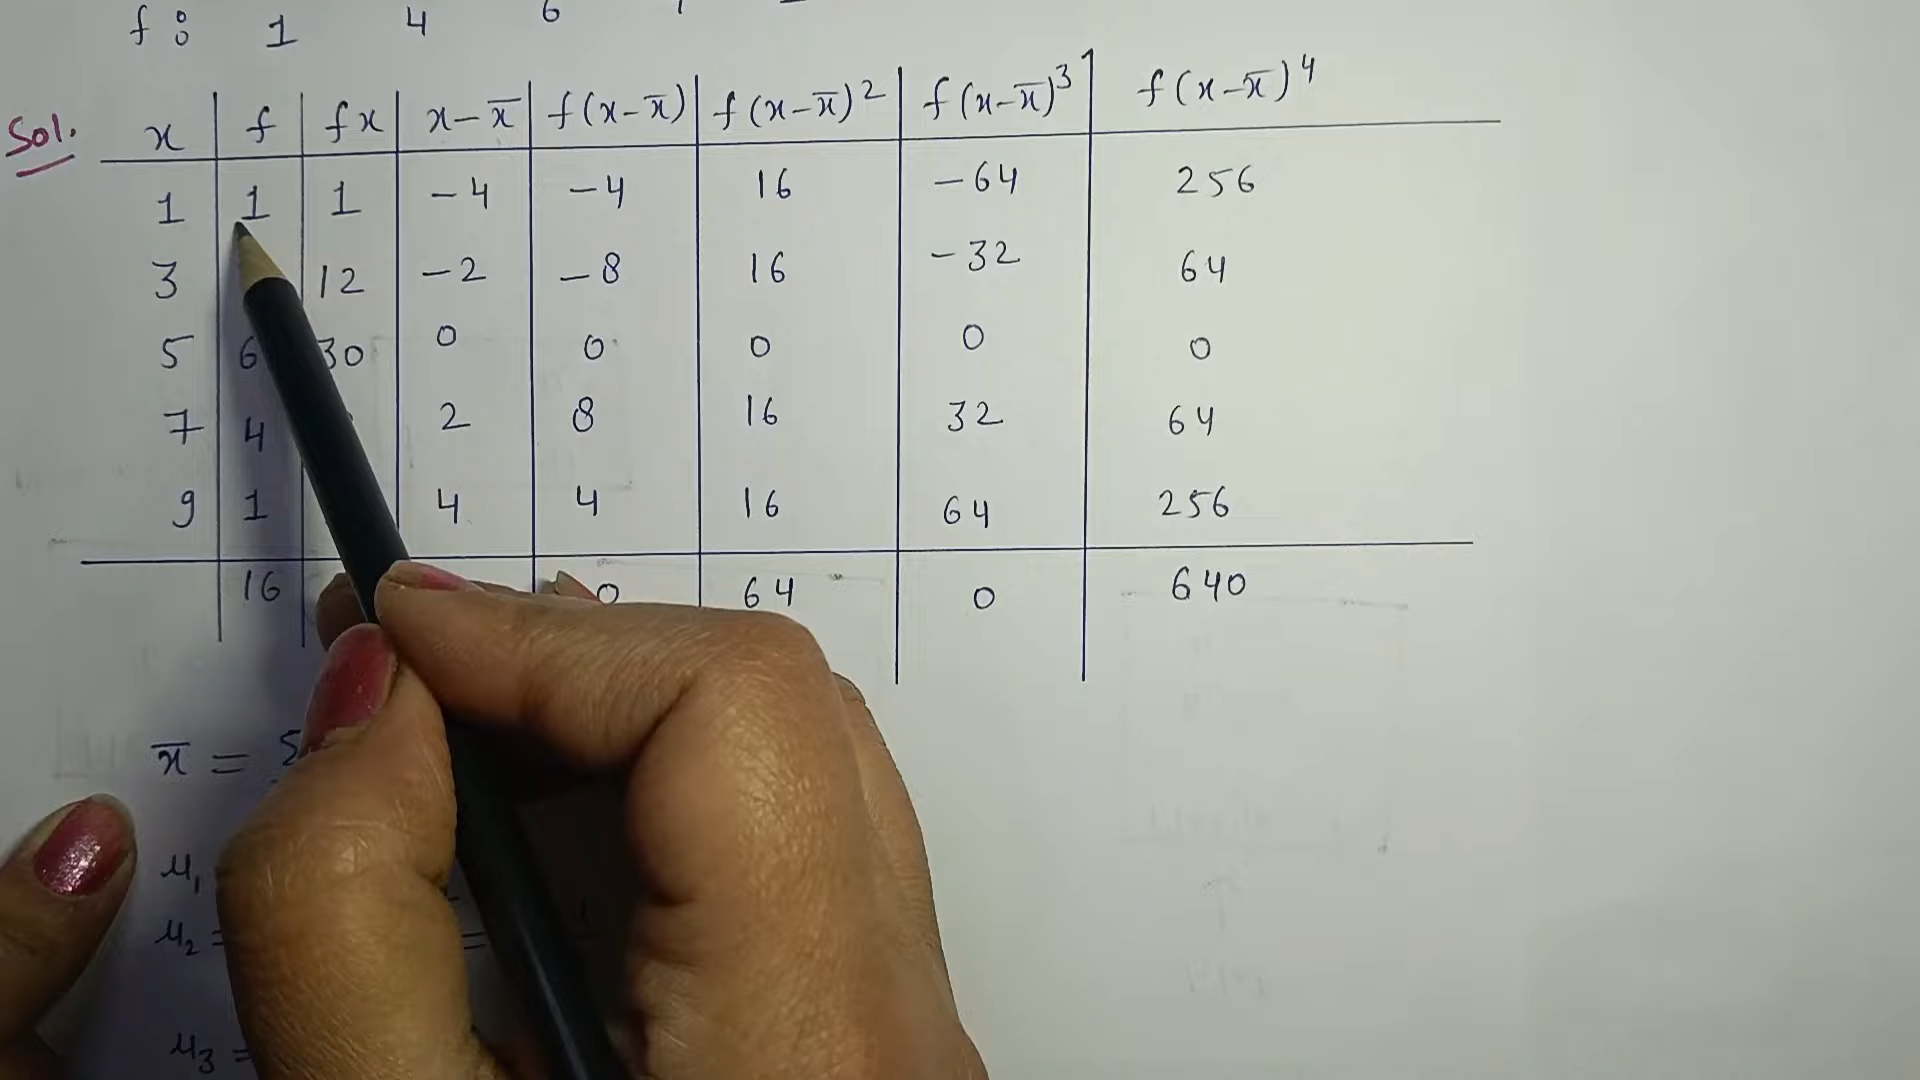 f : 1 4 6
Sol. x f fx x-x̄ f(x-x̄) f(x-x̄)² f(x-x̄)³ f(x-x̄)⁴
1 1 1 -4 -4 16 -64 256
3 12 -2 -8 16 -32 64
5 6 30 0 0 0 0 0
7 4 2 8 16 32 64
9 1 4 4 16 64 256
16 0 64 0 640
x̄ = Σ
μ₁
μ₂ = =
μ₃ =